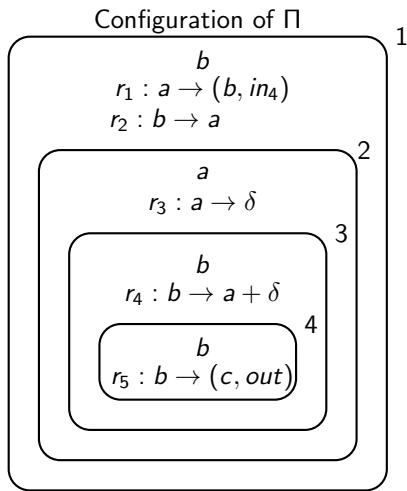 Configuration of Π
1
b
r₁ : a → (b, in₄)
r₂ : b → a
2
a
r₃ : a → δ
3
b
r₄ : b → a + δ
4
b
r₅ : b → (c, out)